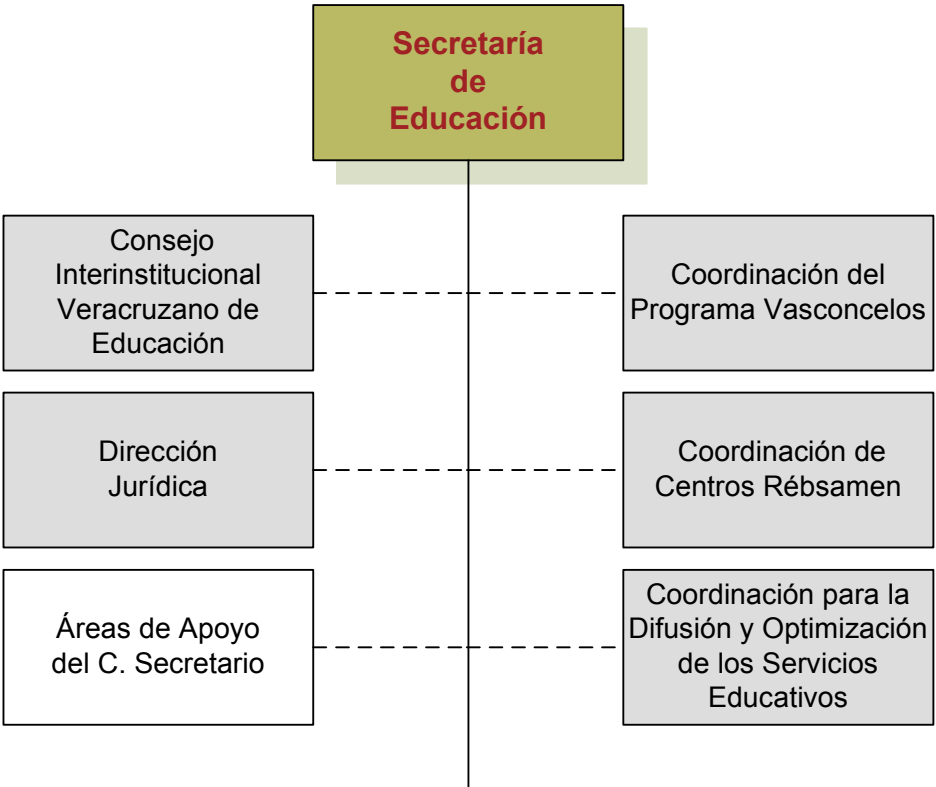 Secretaría
de
Educación
Consejo
Interinstitucional
Veracruzano de
Educación
Coordinación del
Programa Vasconcelos
Dirección
Jurídica
Coordinación de
Centros Rébsamen
Áreas de Apoyo
del C. Secretario
Coordinación para la
Difusión y Optimización
de los Servicios
Educativos